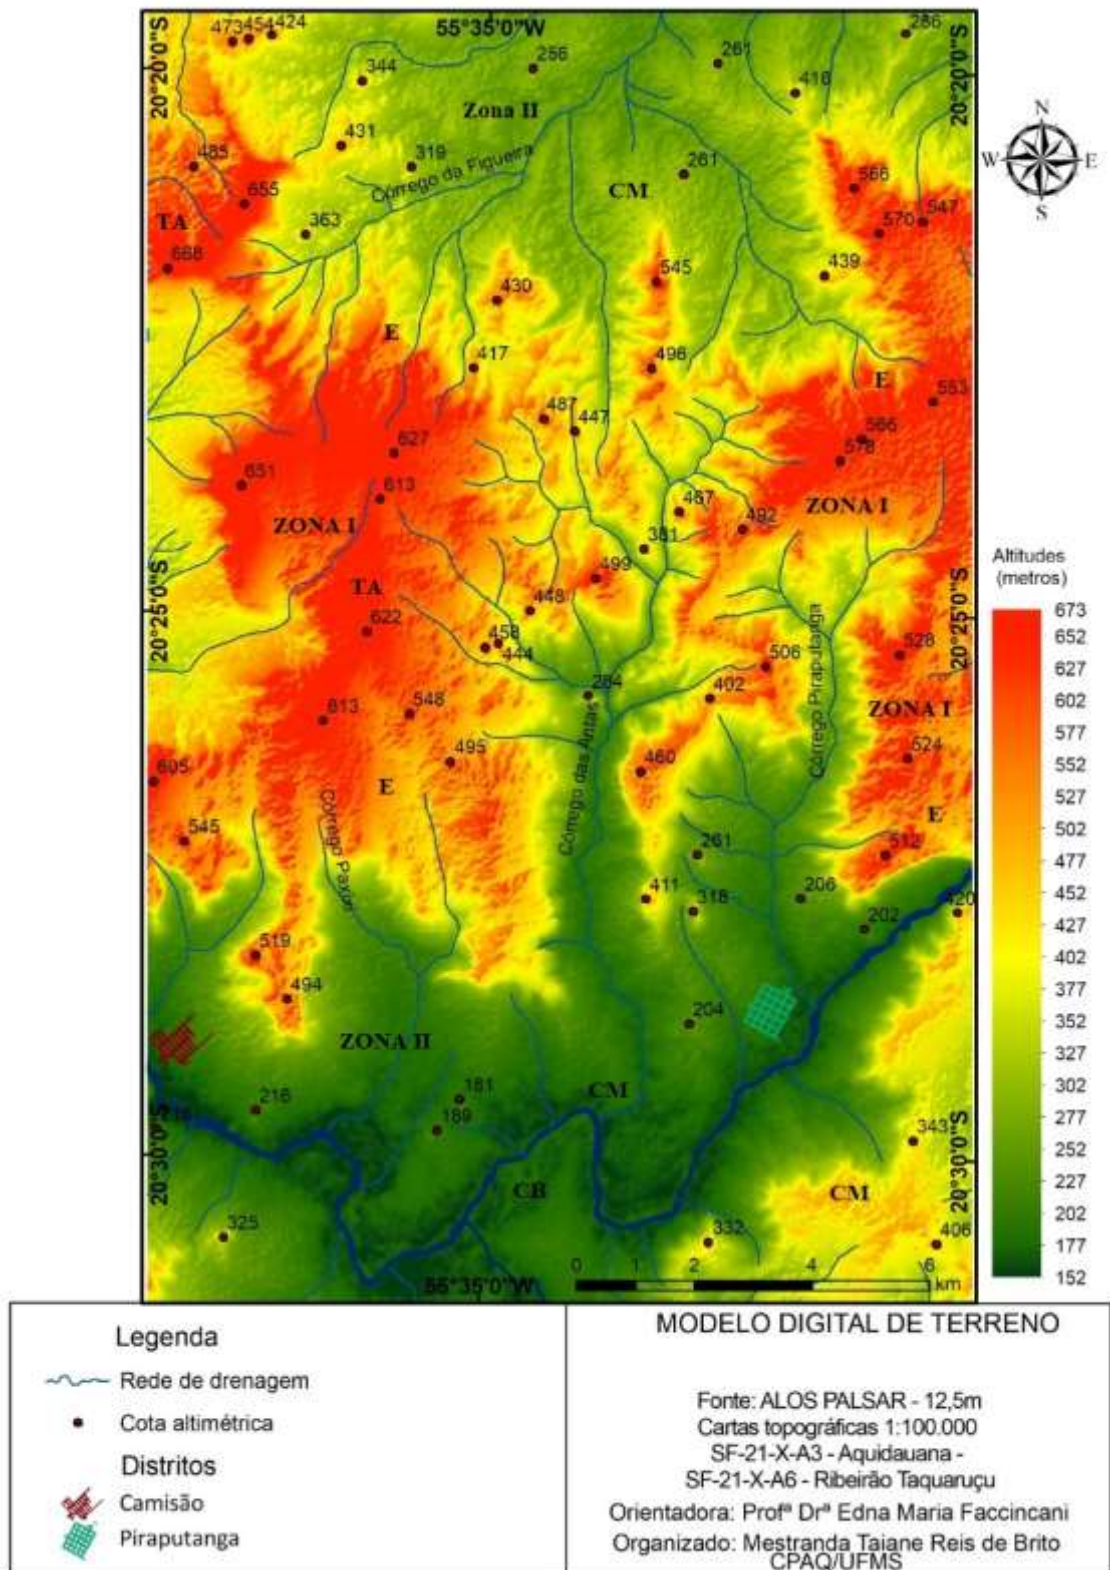 55°35'0"W
20°20'0"S
20°20'0"S
473
454
424
344
256
261
286
416
Zona II
431
319
Córrego da Figueira
261
CM
485
655
TA
363
668
566
570
547
439
545
430
E
417
496
E
553
487
447
566
578
627
651
613
ZONA I
487
492
ZONA I
381
499
448
20°25'0"S
20°25'0"S
TA
622
458
444
284
506
402
528
Córrego Piraputanga
ZONA I
613
548
495
460
524
Córrego das Antas
605
E
Córrego Paxixi
545
E
512
261
411
318
206
202
420
519
494
204
ZONA II
CM
181
189
216
20°30'0"S
20°30'0"S
343
CB
CM
325
332
406
55°35'0"W
0 1 2 4 6
km
N
W E
S
Altitudes
(metros)
673
652
627
602
577
552
527
502
477
452
427
402
377
352
327
302
277
252
227
202
177
152
Legenda
Rede de drenagem
Cota altimétrica
Distritos
Camisão
Piraputanga
MODELO DIGITAL DE TERRENO
Fonte: ALOS PALSAR - 12,5m
Cartas topográficas 1:100.000
SF-21-X-A3 - Aquidauana -
SF-21-X-A6 - Ribeirão Taquaruçu
Orientadora: Profª Drª Edna Maria Faccincani
Organizado: Mestranda Taiane Reis de Brito
CPAQ/UFMS